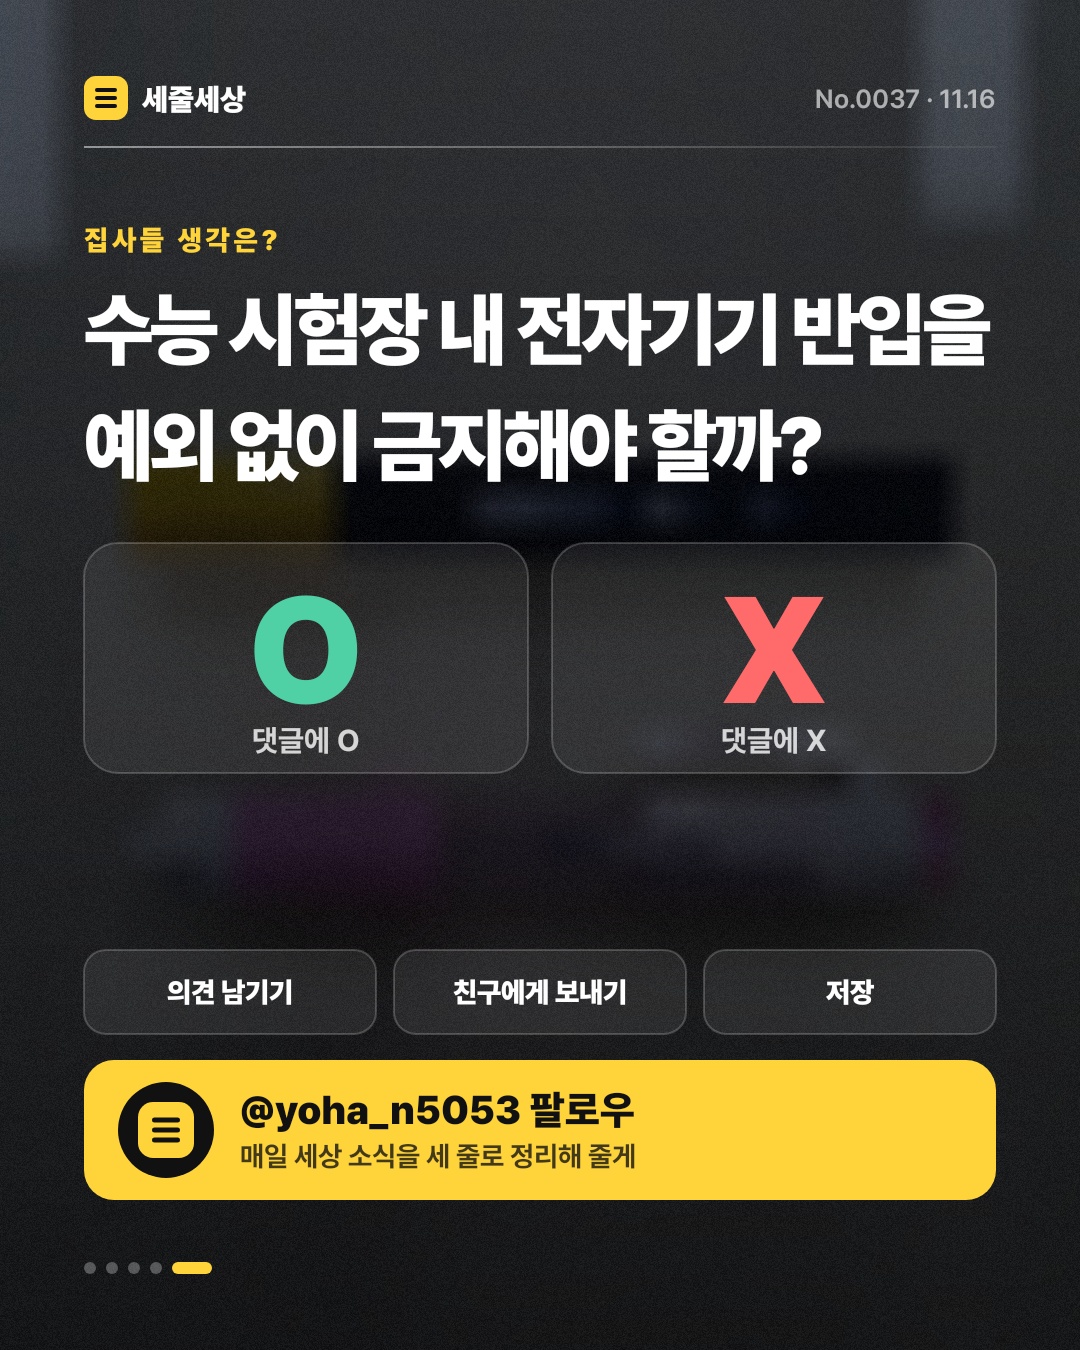 세줄세상
No.0037 · 11.16
집사들 생각은?
수능 시험장 내 전자기기 반입을
예외 없이 금지해야 할까?
O
댓글에 O
X
댓글에 X
의견 남기기
친구에게 보내기
저장
@yoha_n5053 팔로우
매일 세상 소식을 세 줄로 정리해 줄게